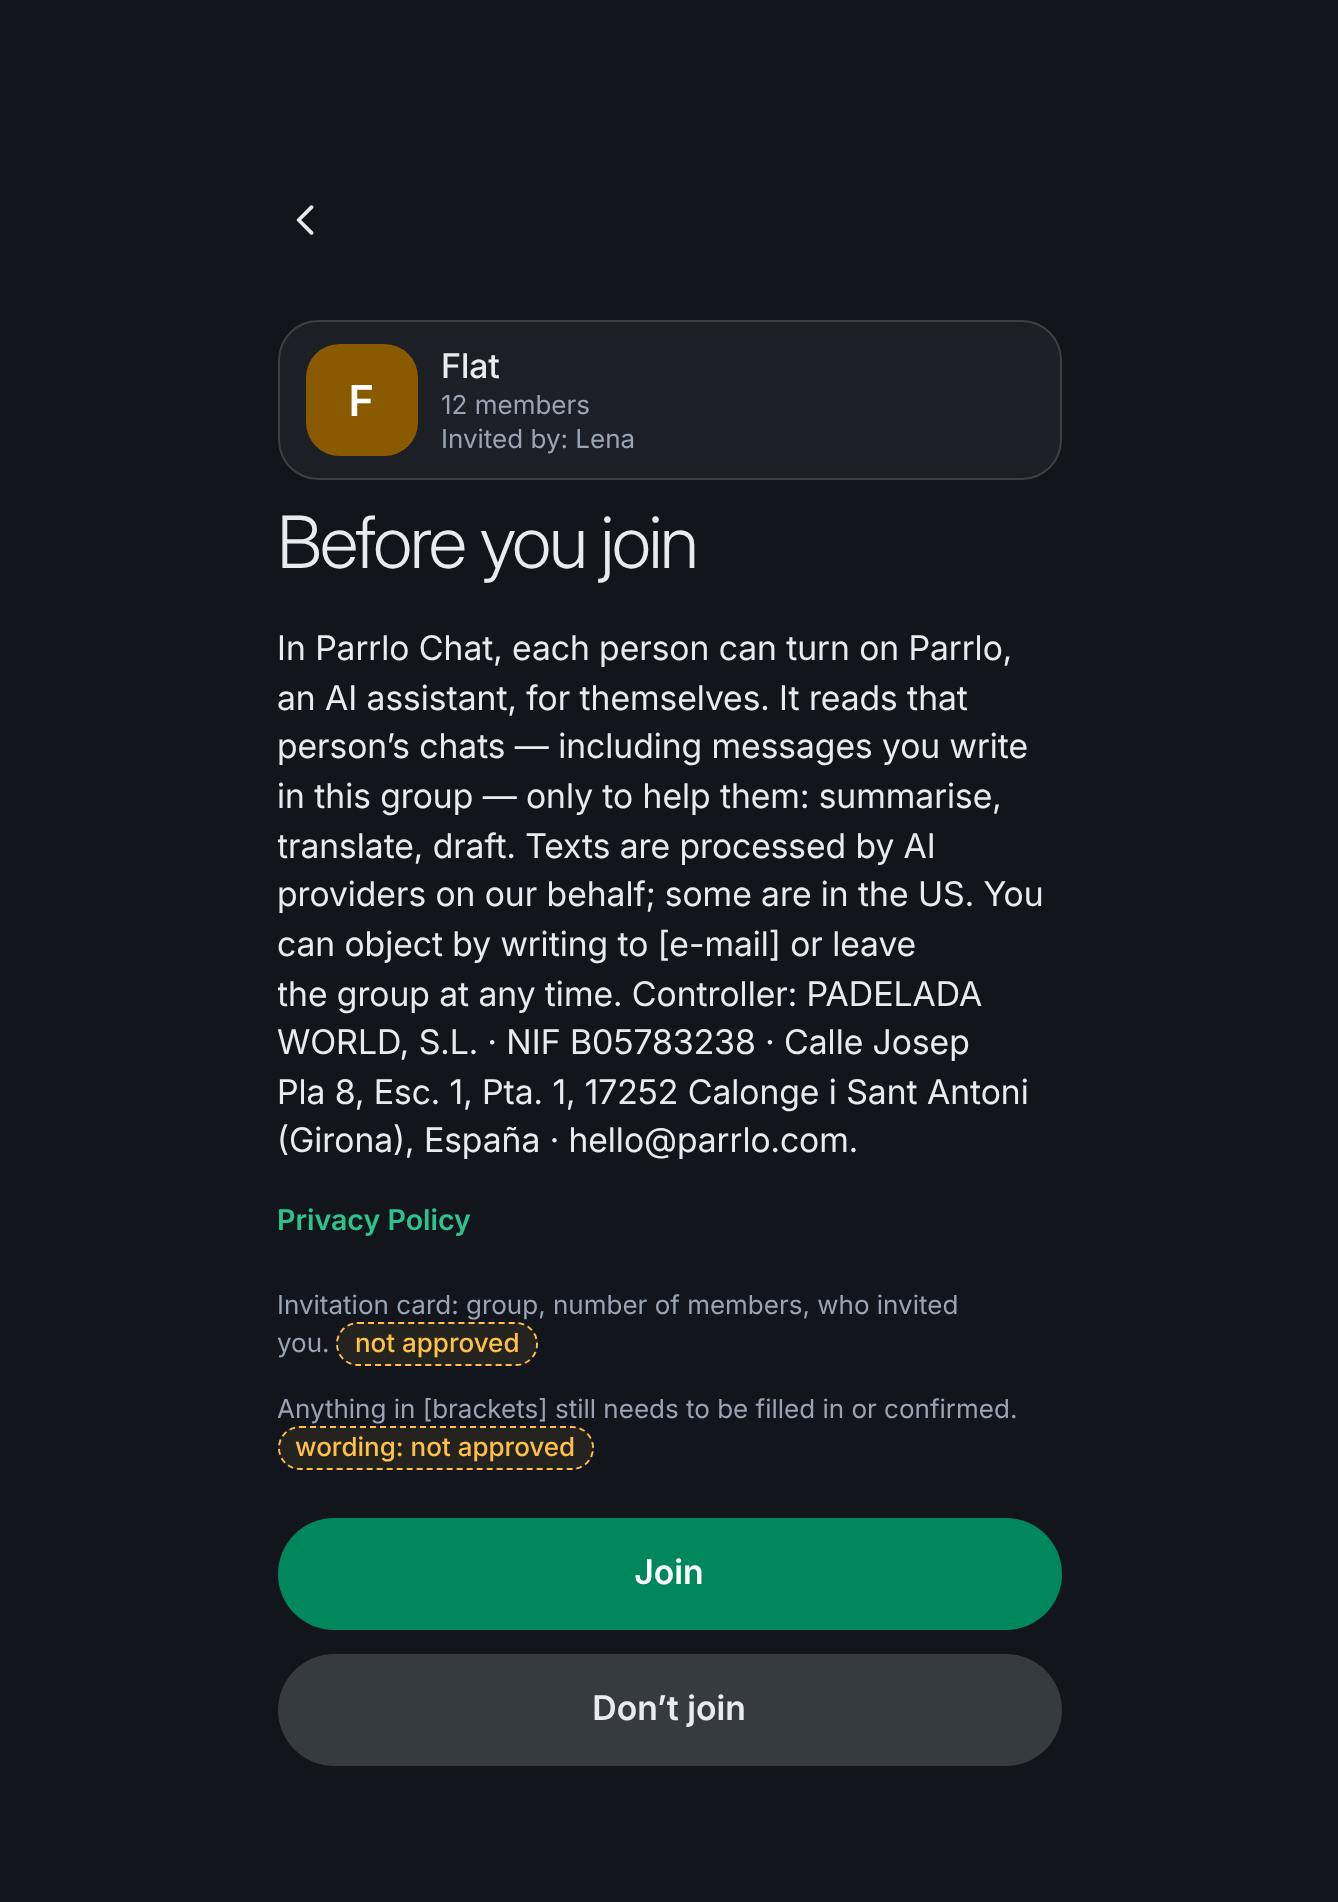 F
Flat
12 members
Invited by: Lena
Before you join
In Parrlo Chat, each person can turn on Parrlo,
an AI assistant, for themselves. It reads that
person’s chats — including messages you write
in this group — only to help them: summarise,
translate, draft. Texts are processed by AI
providers on our behalf; some are in the US. You
can object by writing to [e-mail] or leave
the group at any time. Controller: PADELADA
WORLD, S.L. · NIF B05783238 · Calle Josep
Pla 8, Esc. 1, Pta. 1, 17252 Calonge i Sant Antoni
(Girona), España · hello@parrlo.com.
Privacy Policy
Invitation card: group, number of members, who invited
you. not approved
Anything in [brackets] still needs to be filled in or confirmed.
wording: not approved
Join
Don’t join